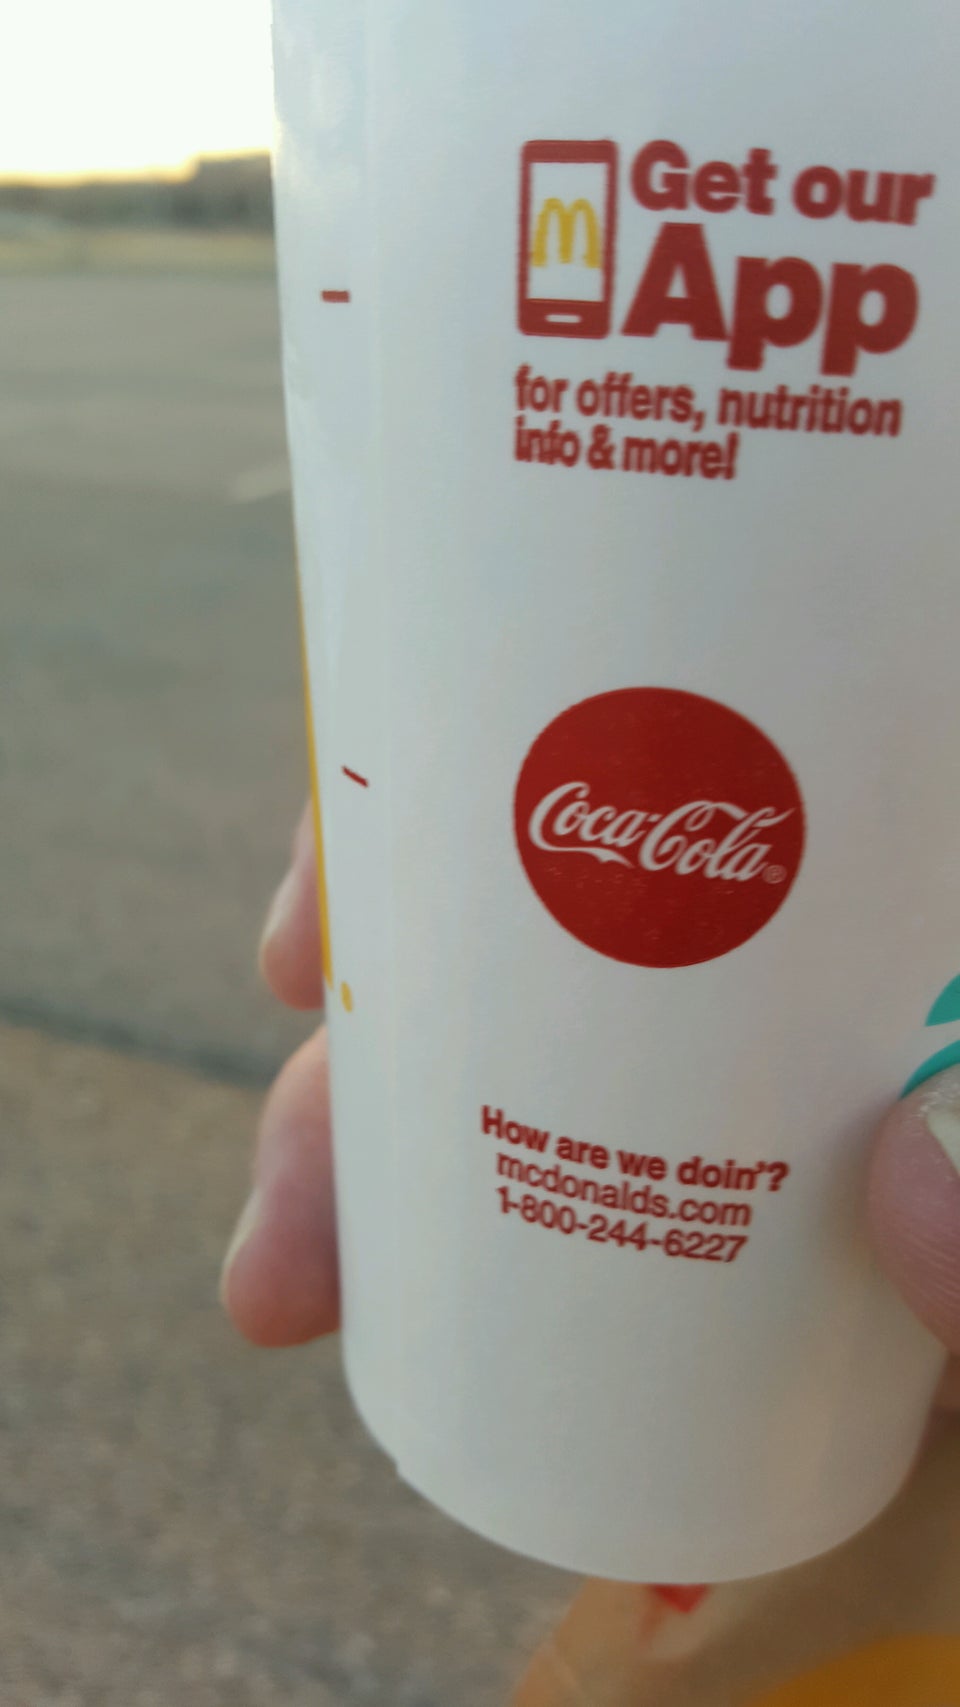 Get our
App
for offers, nutrition
info & more!
Coca-Cola®
How are we doin'?
mcdonalds.com
1-800-244-6227